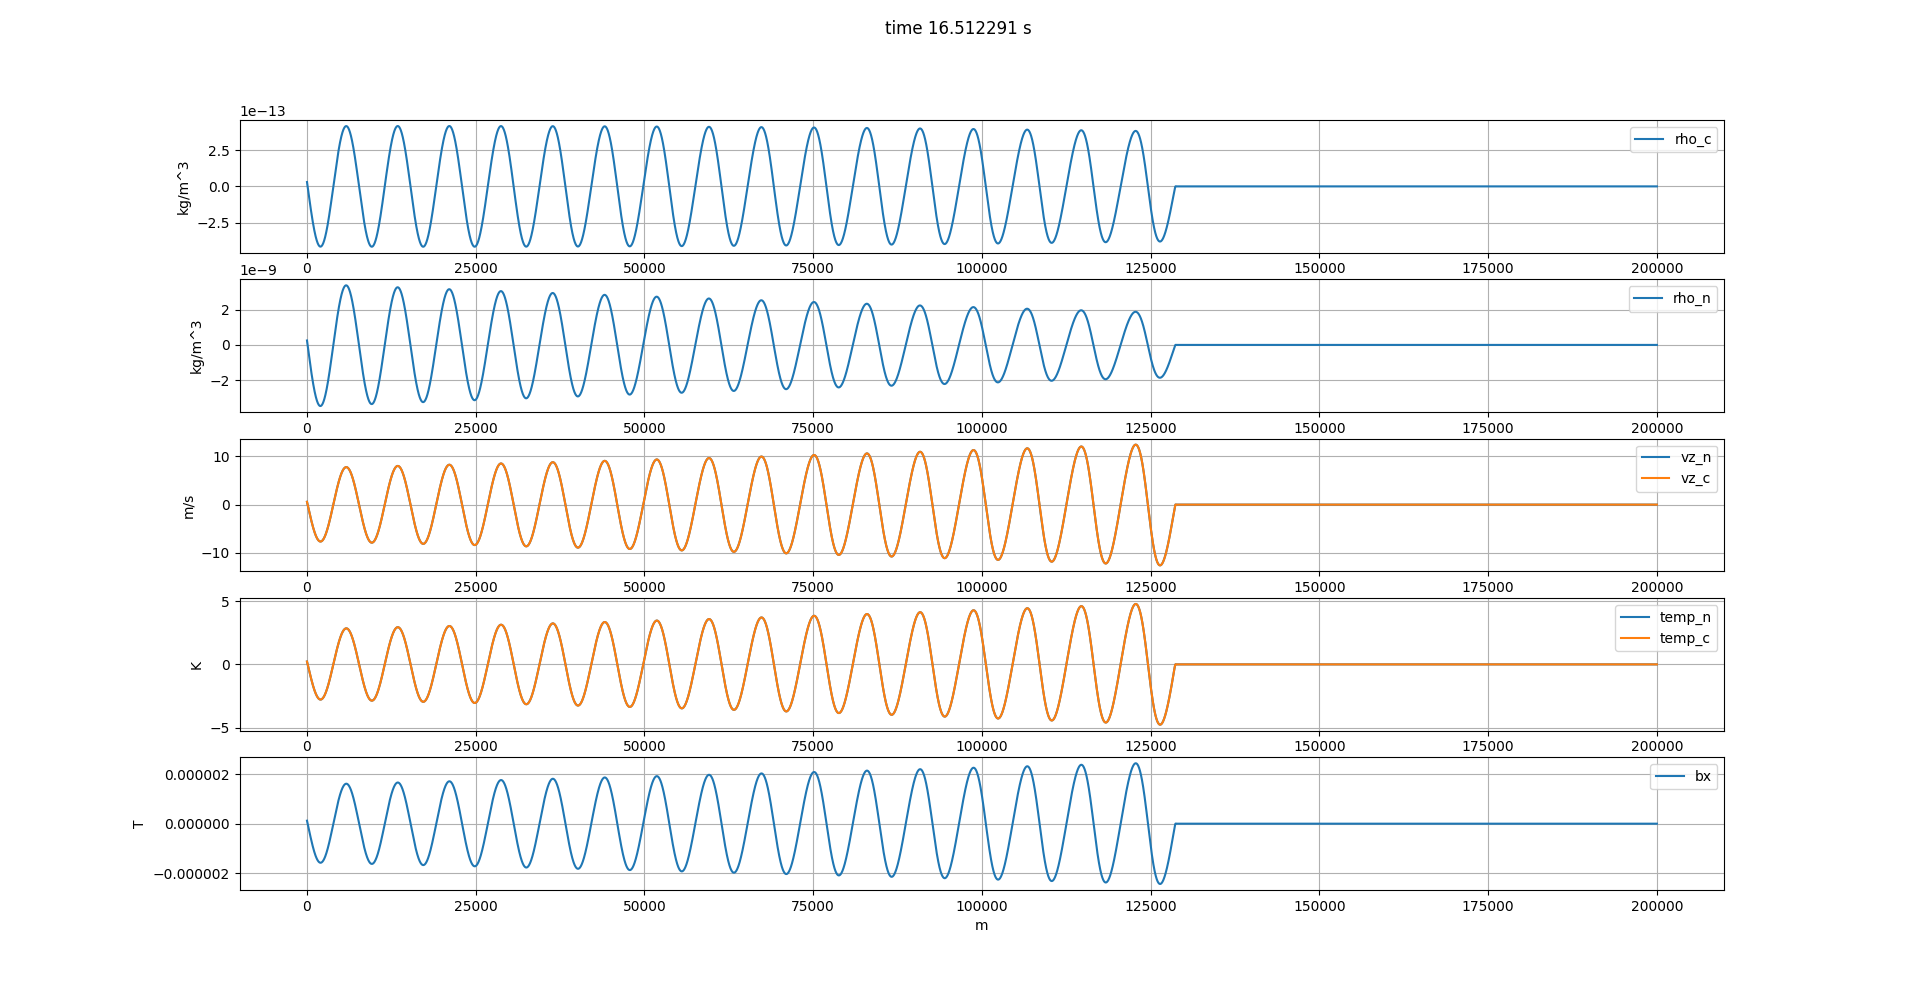 time 16.512291 s
1e−13
kg/m^3
2.5
0.0
−2.5
rho_c
0 25000 50000 75000 100000 125000 150000 175000 200000
1e−9
kg/m^3
2
0
−2
rho_n
0 25000 50000 75000 100000 125000 150000 175000 200000
m/s
10
0
−10
vz_n
vz_c
0 25000 50000 75000 100000 125000 150000 175000 200000
K
5
0
−5
temp_n
temp_c
0 25000 50000 75000 100000 125000 150000 175000 200000
T
0.000002
0.000000
−0.000002
bx
0 25000 50000 75000 100000 125000 150000 175000 200000
m